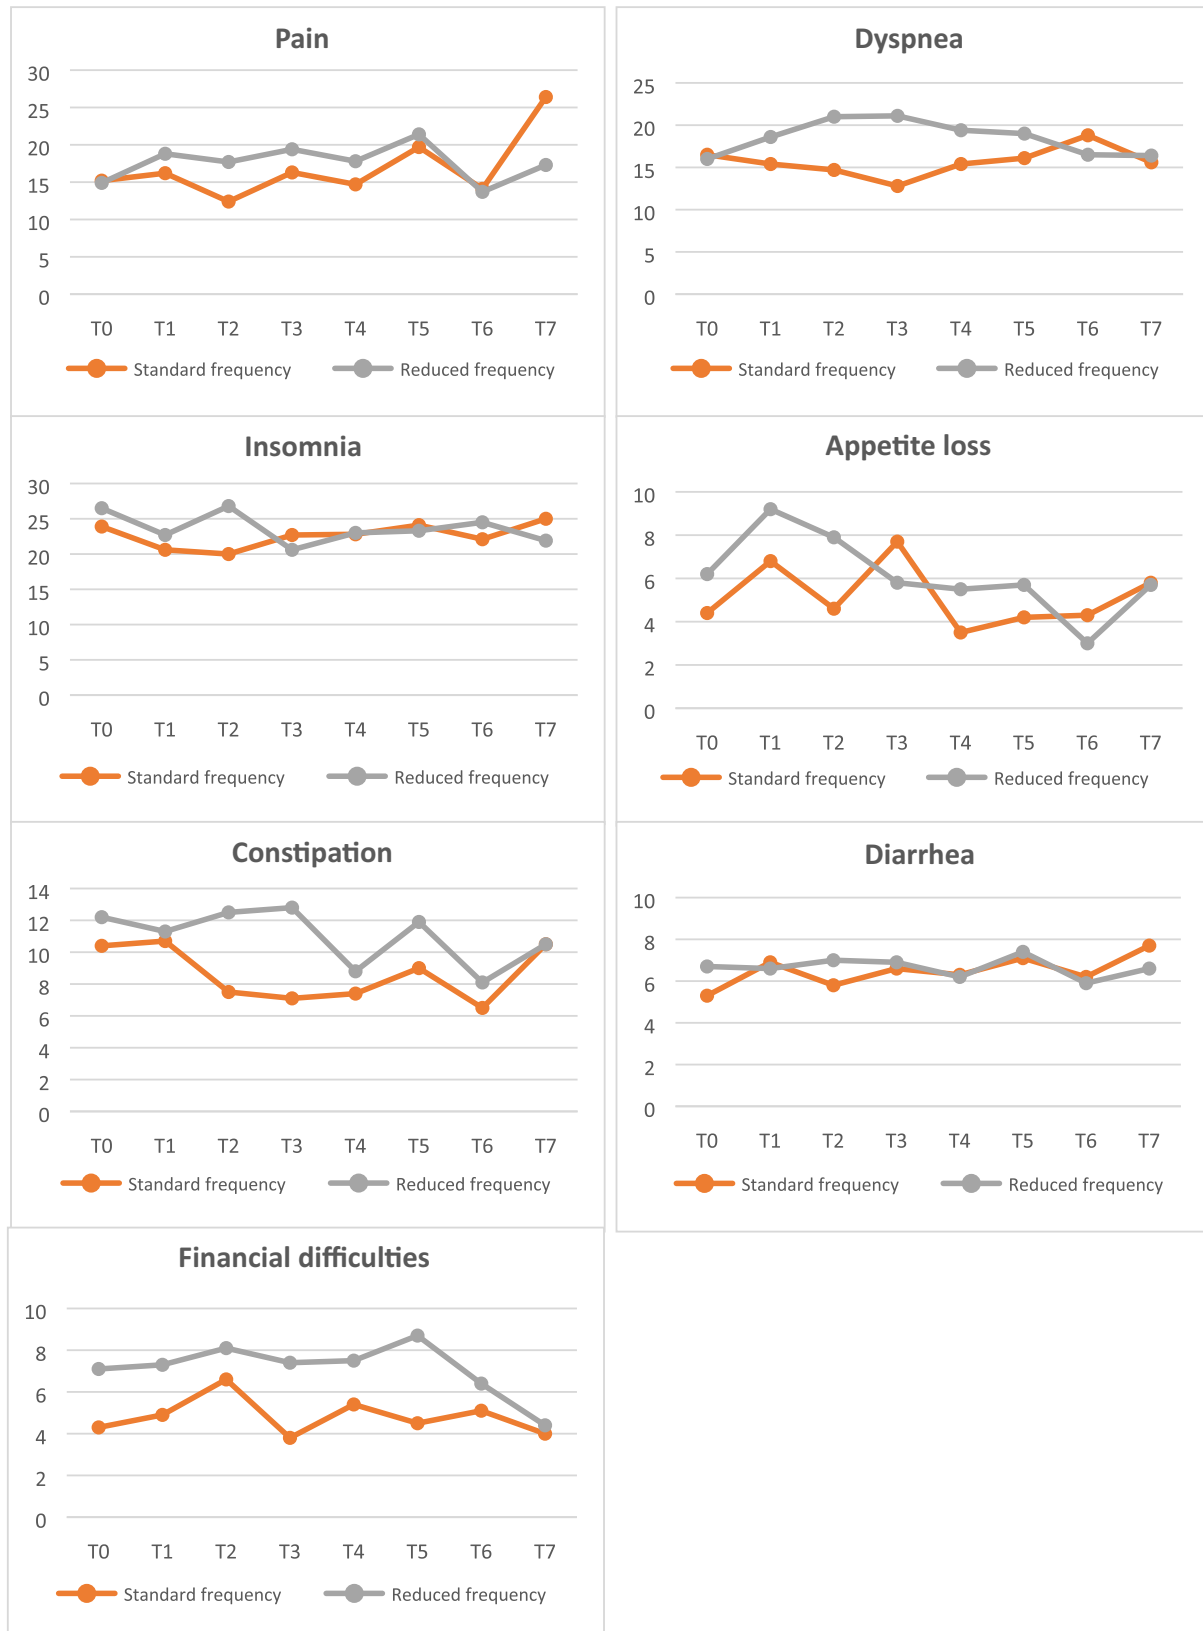 Pain
30
25
20
15
10
5
0
T0 T1 T2 T3 T4 T5 T6 T7
Standard frequency Reduced frequency
Dyspnea
25
20
15
10
5
0
T0 T1 T2 T3 T4 T5 T6 T7
Standard frequency Reduced frequency
Insomnia
30
25
20
15
10
5
0
T0 T1 T2 T3 T4 T5 T6 T7
Standard frequency Reduced frequency
Appetite loss
10
8
6
4
2
0
T0 T1 T2 T3 T4 T5 T6 T7
Standard frequency Reduced frequency
Constipation
14
12
10
8
6
4
2
0
T0 T1 T2 T3 T4 T5 T6 T7
Standard frequency Reduced frequency
Diarrhea
10
8
6
4
2
0
T0 T1 T2 T3 T4 T5 T6 T7
Standard frequency Reduced frequency
Financial difficulties
10
8
6
4
2
0
T0 T1 T2 T3 T4 T5 T6 T7
Standard frequency Reduced frequency